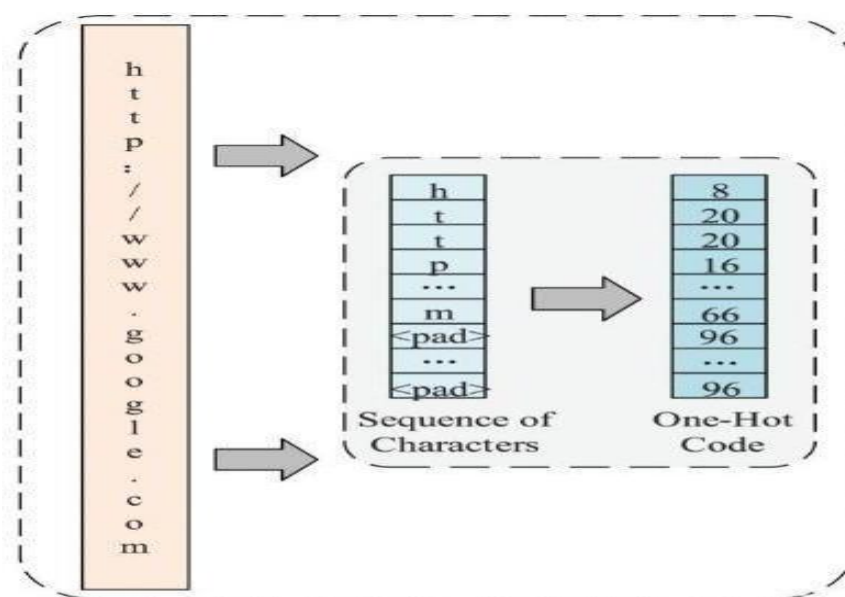 h
t
t
p
:
/
/
w
w
w
.
g
o
o
g
l
e
.
c
o
m
h
t
t
p
...
m
<pad>
...
<pad>
Sequence of
Characters
8
20
20
16
...
66
96
...
96
One-Hot
Code